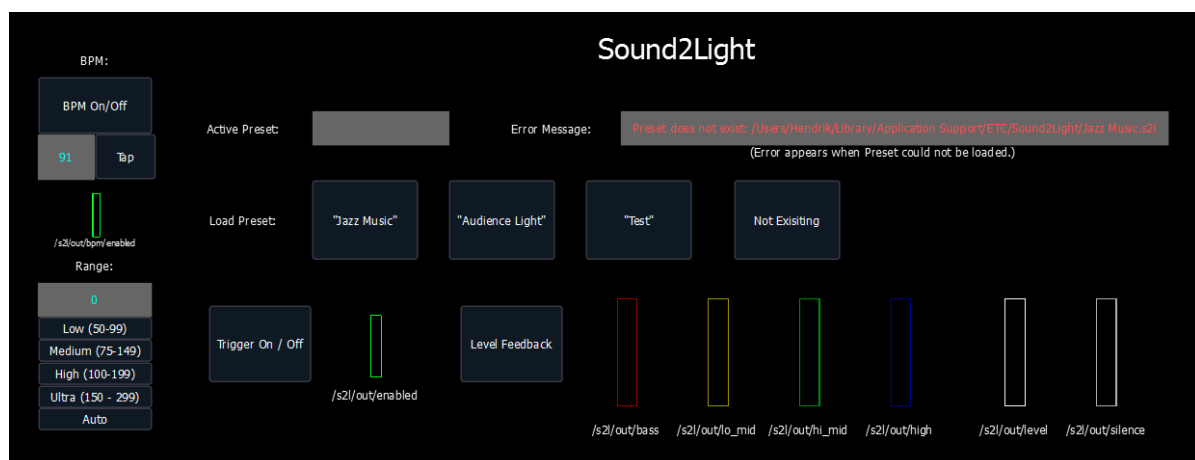 Sound2Light
BPM:
BPM On/Off
91
Tap
/s2l/out/bpm/enabled
Range:
0
Low (50-99)
Medium (75-149)
High (100-199)
Ultra (150 - 299)
Auto
Active Preset:
Error Message:
Preset does not exist: /Users/Hendrik/Library/Application Support/ETC/Sound2Light/Jazz Music.s2l
(Error appears when Preset could not be loaded.)
Load Preset:
"Jazz Music"
"Audience Light"
"Test"
Not Exisiting
Trigger On / Off
/s2l/out/enabled
Level Feedback
/s2l/out/bass
/s2l/out/lo_mid
/s2l/out/hi_mid
/s2l/out/high
/s2l/out/level
/s2l/out/silence